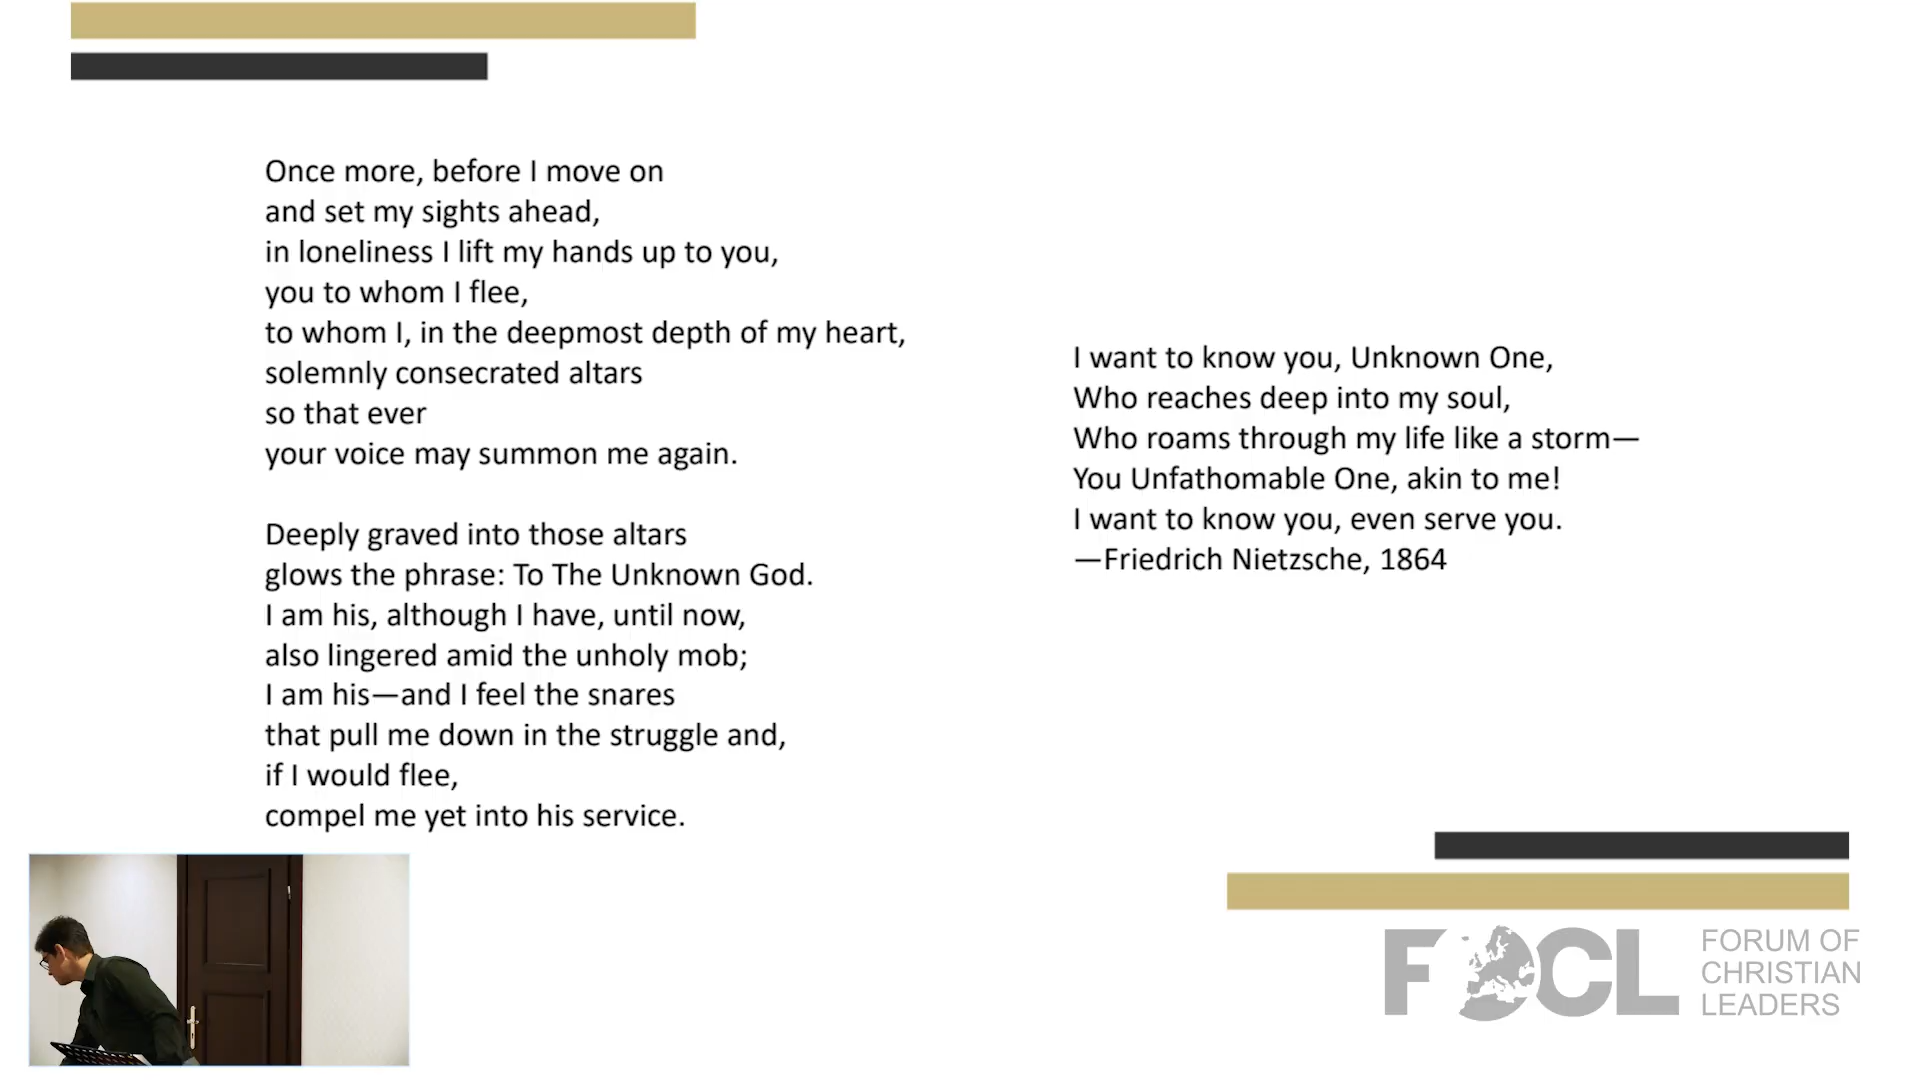 Once more, before I move on
and set my sights ahead,
in loneliness I lift my hands up to you,
you to whom I flee,
to whom I, in the deepmost depth of my heart,
solemnly consecrated altars
so that ever
your voice may summon me again.
Deeply graved into those altars
glows the phrase: To The Unknown God.
I am his, although I have, until now,
also lingered amid the unholy mob;
I am his—and I feel the snares
that pull me down in the struggle and,
if I would flee,
compel me yet into his service.
I want to know you, Unknown One,
Who reaches deep into my soul,
Who roams through my life like a storm—
You Unfathomable One, akin to me!
I want to know you, even serve you.
—Friedrich Nietzsche, 1864
FOCL
FORUM OF
CHRISTIAN
LEADERS